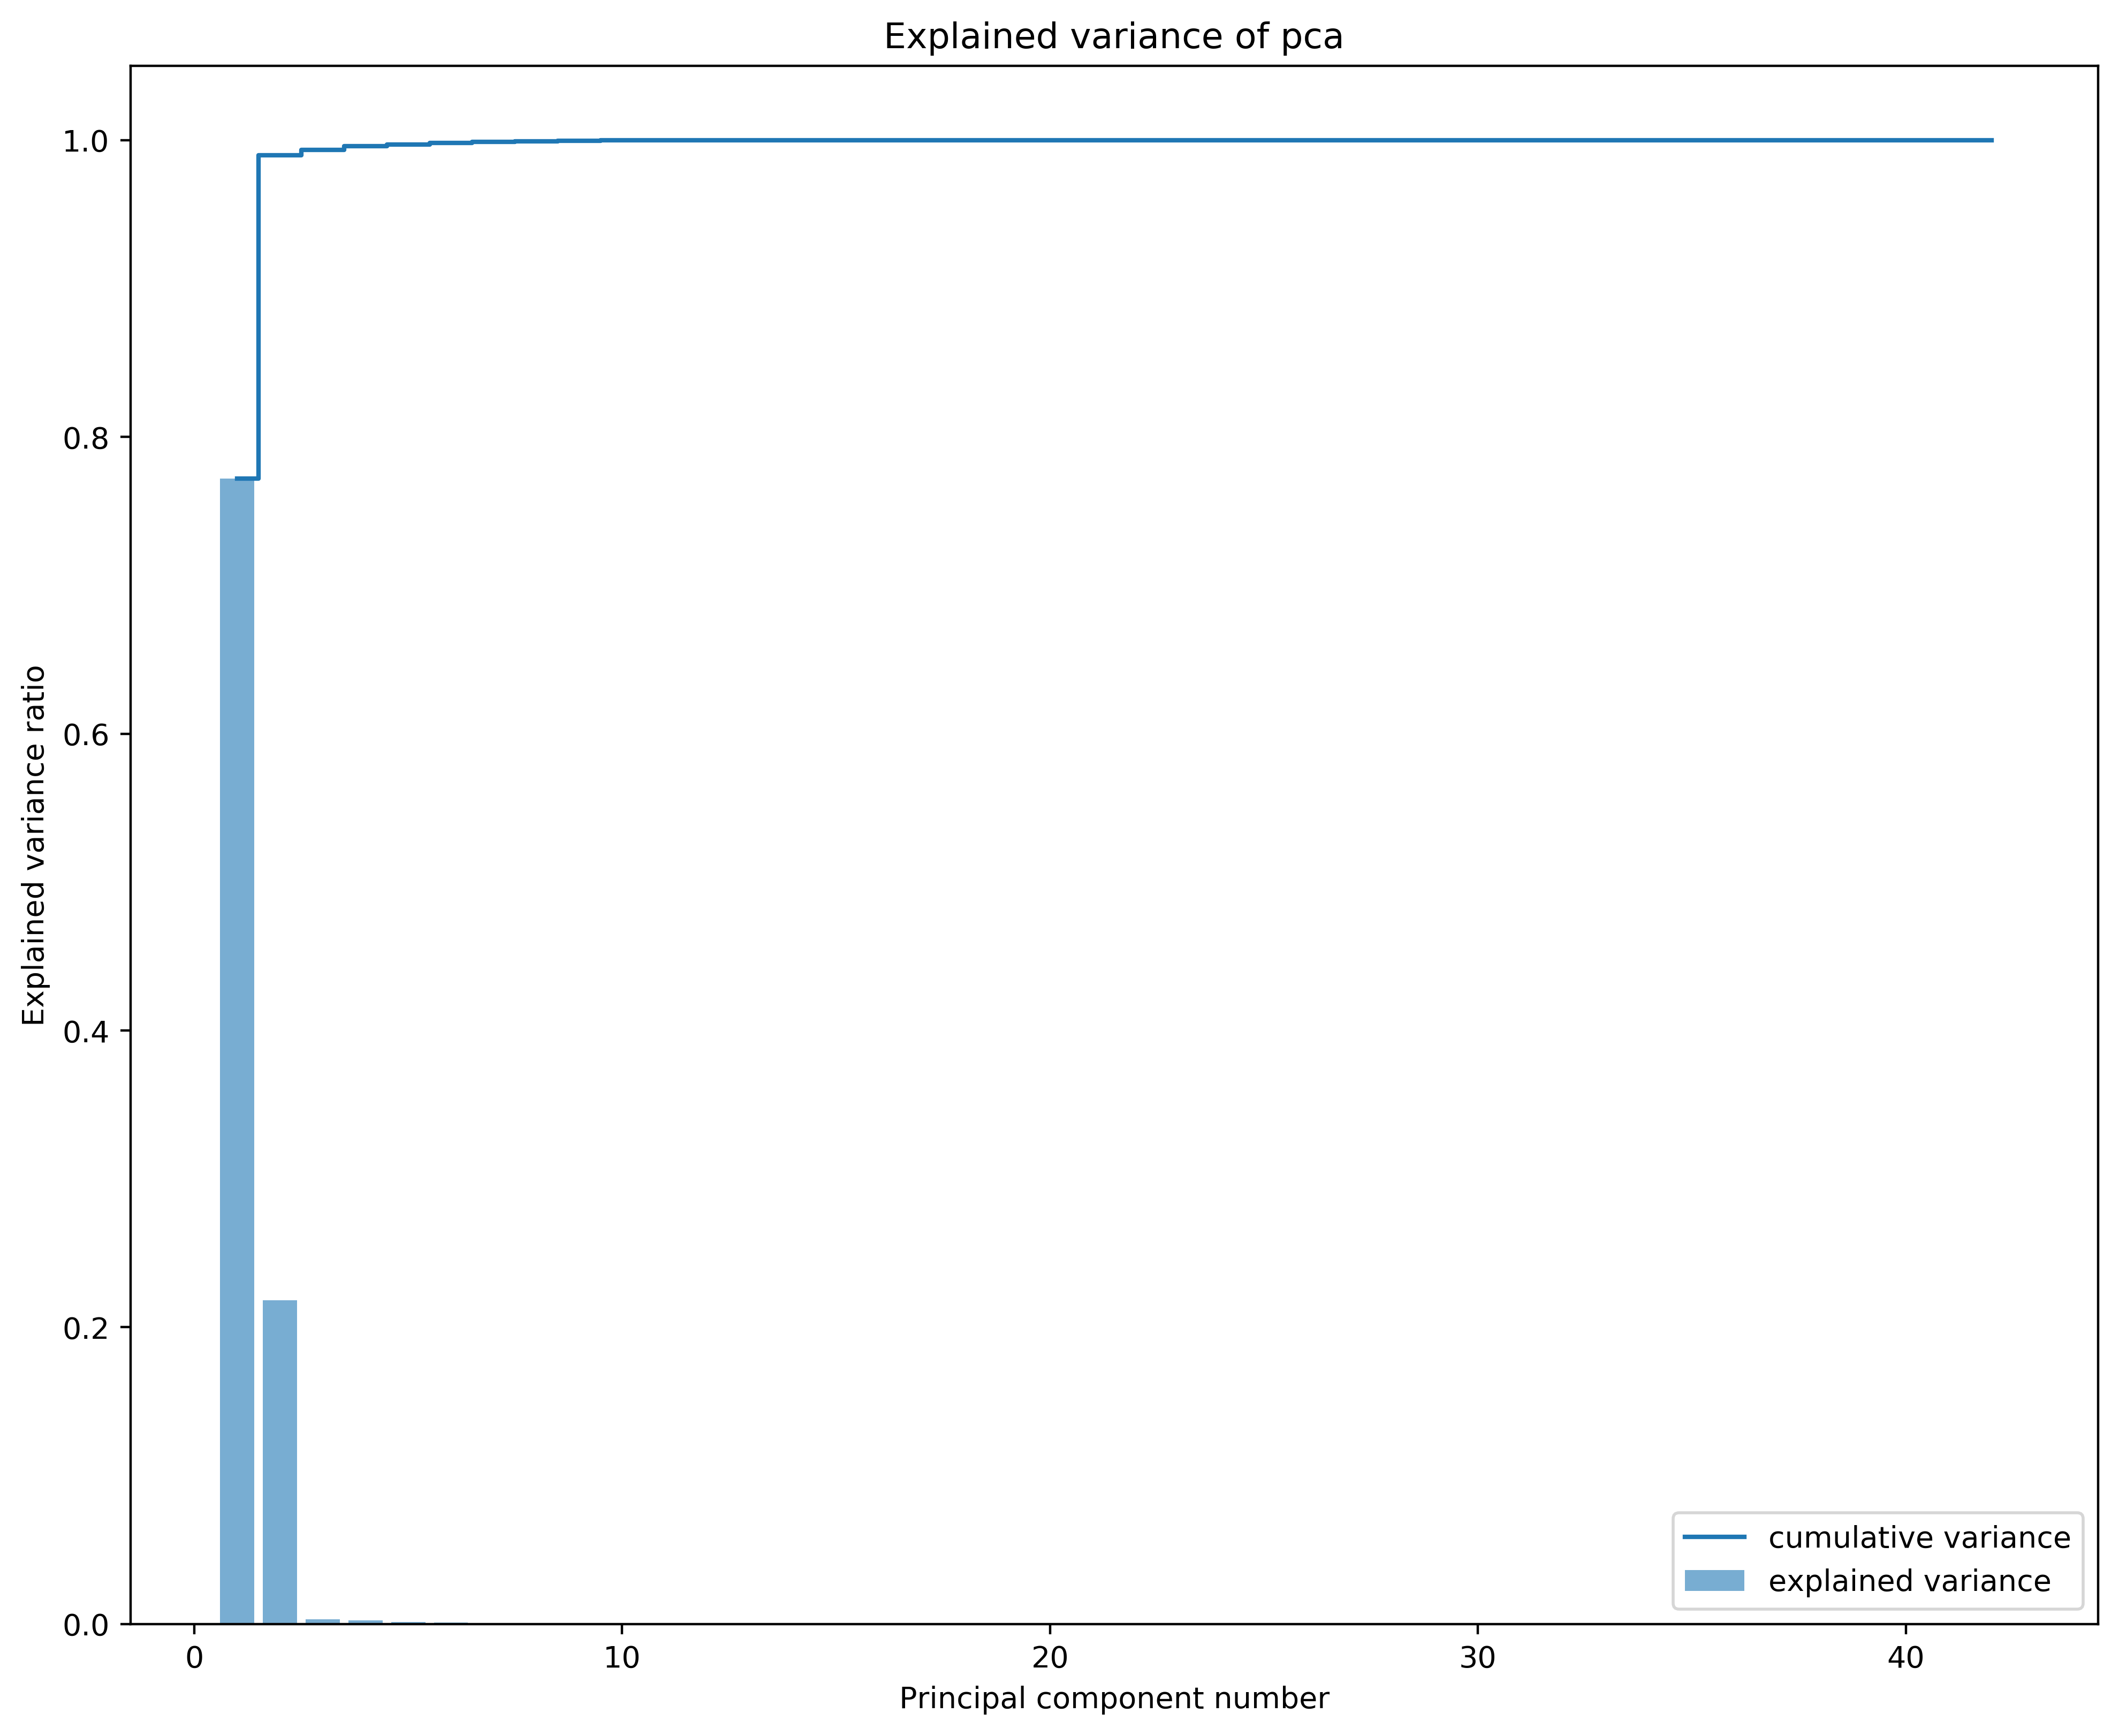 Explained variance of pca
1.0
0.8
0.6
0.4
0.2
0.0
Explained variance ratio
0 10 20 30 40
Principal component number
cumulative variance
explained variance